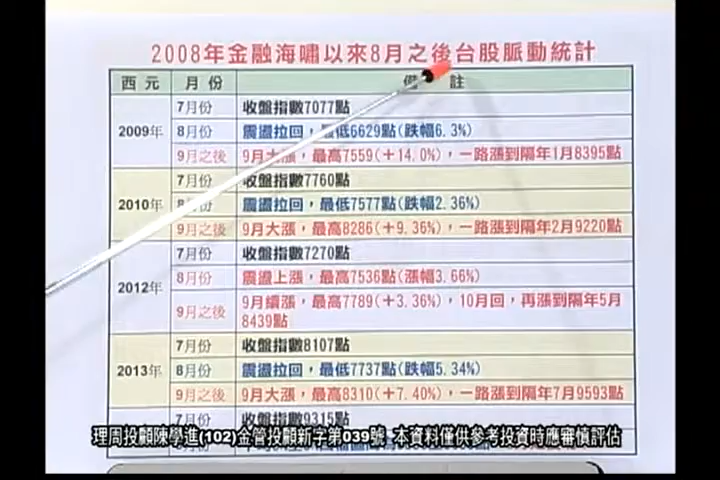 2008年金融海嘯以來8月之後台股脈動統計
西元 月份 備註
2009年 7月份 收盤指數7077點
8月份 震盪拉回，最低6629點(跌幅6.3%)
9月之後 9月大漲，最高7559(+14.0%)，一路漲到隔年1月8395點
2010年 7月份 收盤指數7760點
8月份 震盪拉回，最低7577點(跌幅2.36%)
9月之後 9月大漲，最高8286(+9.36%)，一路漲到隔年2月9220點
2012年 7月份 收盤指數7270點
8月份 震盪上漲，最高7536點(漲幅3.66%)
9月之後 9月續漲，最高7789(+3.36%)，10月回，再漲到隔年5月
8439點
2013年 7月份 收盤指數8107點
8月份 震盪拉回，最低7737點(跌幅5.34%)
9月之後 9月大漲，最高8310(+7.40%)，一路漲到隔年7月9593點
7月份 收盤指數9315點
理周投顧陳學進(102)金管投顧新字第039號 本資料僅供參考投資時應審慎評估